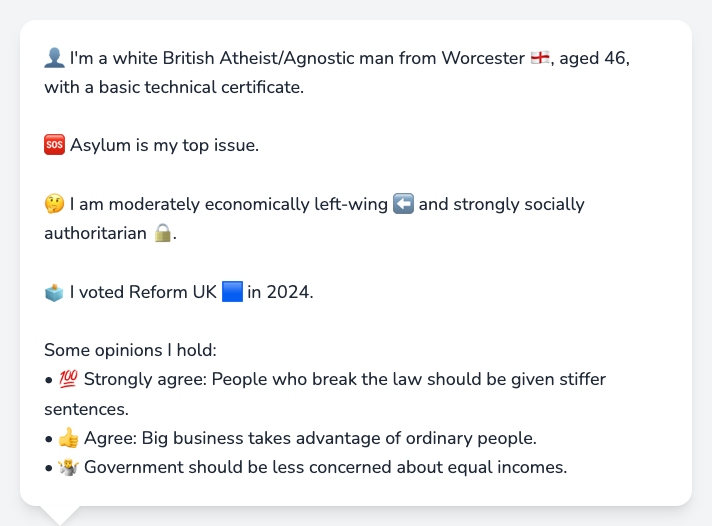 👤 I'm a white British Atheist/Agnostic man from Worcester 🏴󠁧󠁢󠁥󠁮󠁧󠁿, aged 46,
with a basic technical certificate.
🆘 Asylum is my top issue.
🤔 I am moderately economically left-wing ⬅️ and strongly socially
authoritarian 🔒.
🗳️ I voted Reform UK 🟦 in 2024.
Some opinions I hold:
• 💯 Strongly agree: People who break the law should be given stiffer
sentences.
• 👍 Agree: Big business takes advantage of ordinary people.
• 🤷 Government should be less concerned about equal incomes.